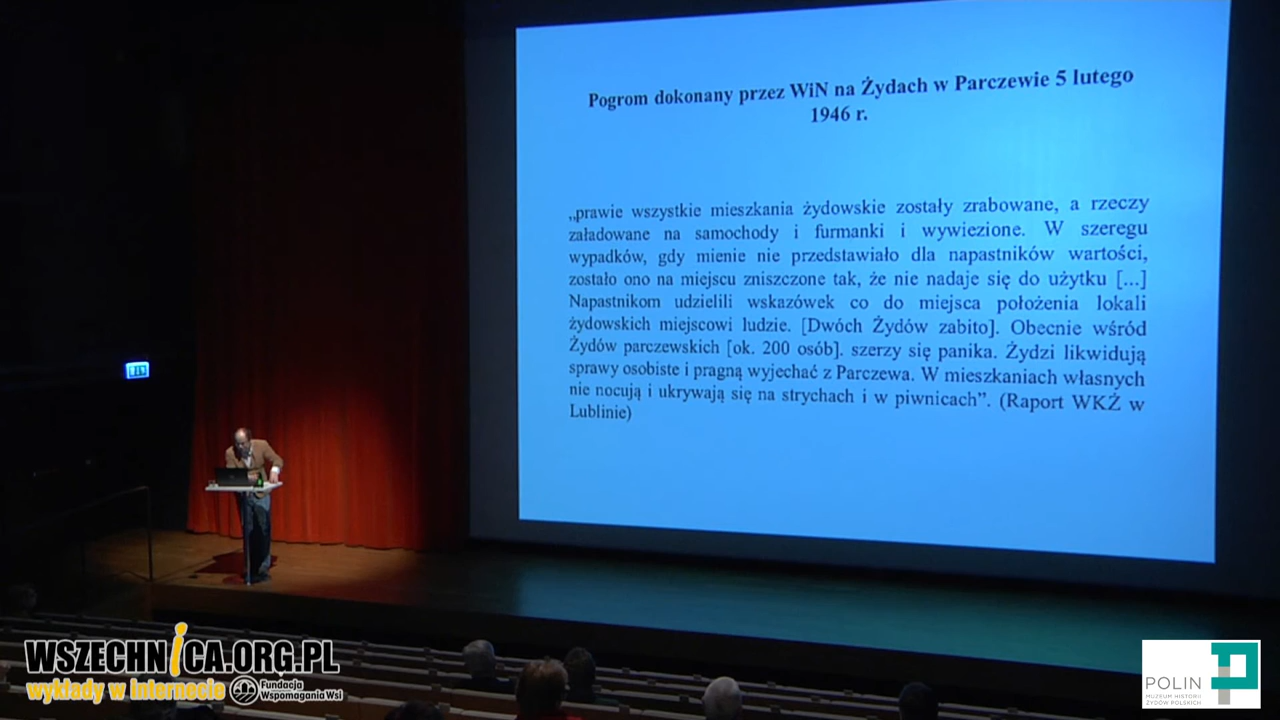 Pogrom dokonany przez WiN na Żydach w Parczewie 5 lutego
1946 r.
„prawie wszystkie mieszkania żydowskie zostały zrabowane, a rzeczy
załadowane na samochody i furmanki i wywiezione. W szeregu
wypadków, gdy mienie nie przedstawiało dla napastników wartości,
zostało ono na miejscu zniszczone tak, że nie nadaje się do użytku [...]
Napastnikom udzielili wskazówek co do miejsca położenia lokali
żydowskich miejscowi ludzie. [Dwóch Żydów zabito]. Obecnie wśród
Żydów parczewskich [ok. 200 osób]. szerzy się panika. Żydzi likwidują
sprawy osobiste i pragną wyjechać z Parczewa. W mieszkaniach własnych
nie nocują i ukrywają się na strychach i w piwnicach”. (Raport WKŻ w
Lublinie)
WSZECHNICA.ORG.PL
wykłady w internecie
Fundacja
Wspomagania Wsi
POLIN
MUZEUM HISTORII
ŻYDÓW POLSKICH